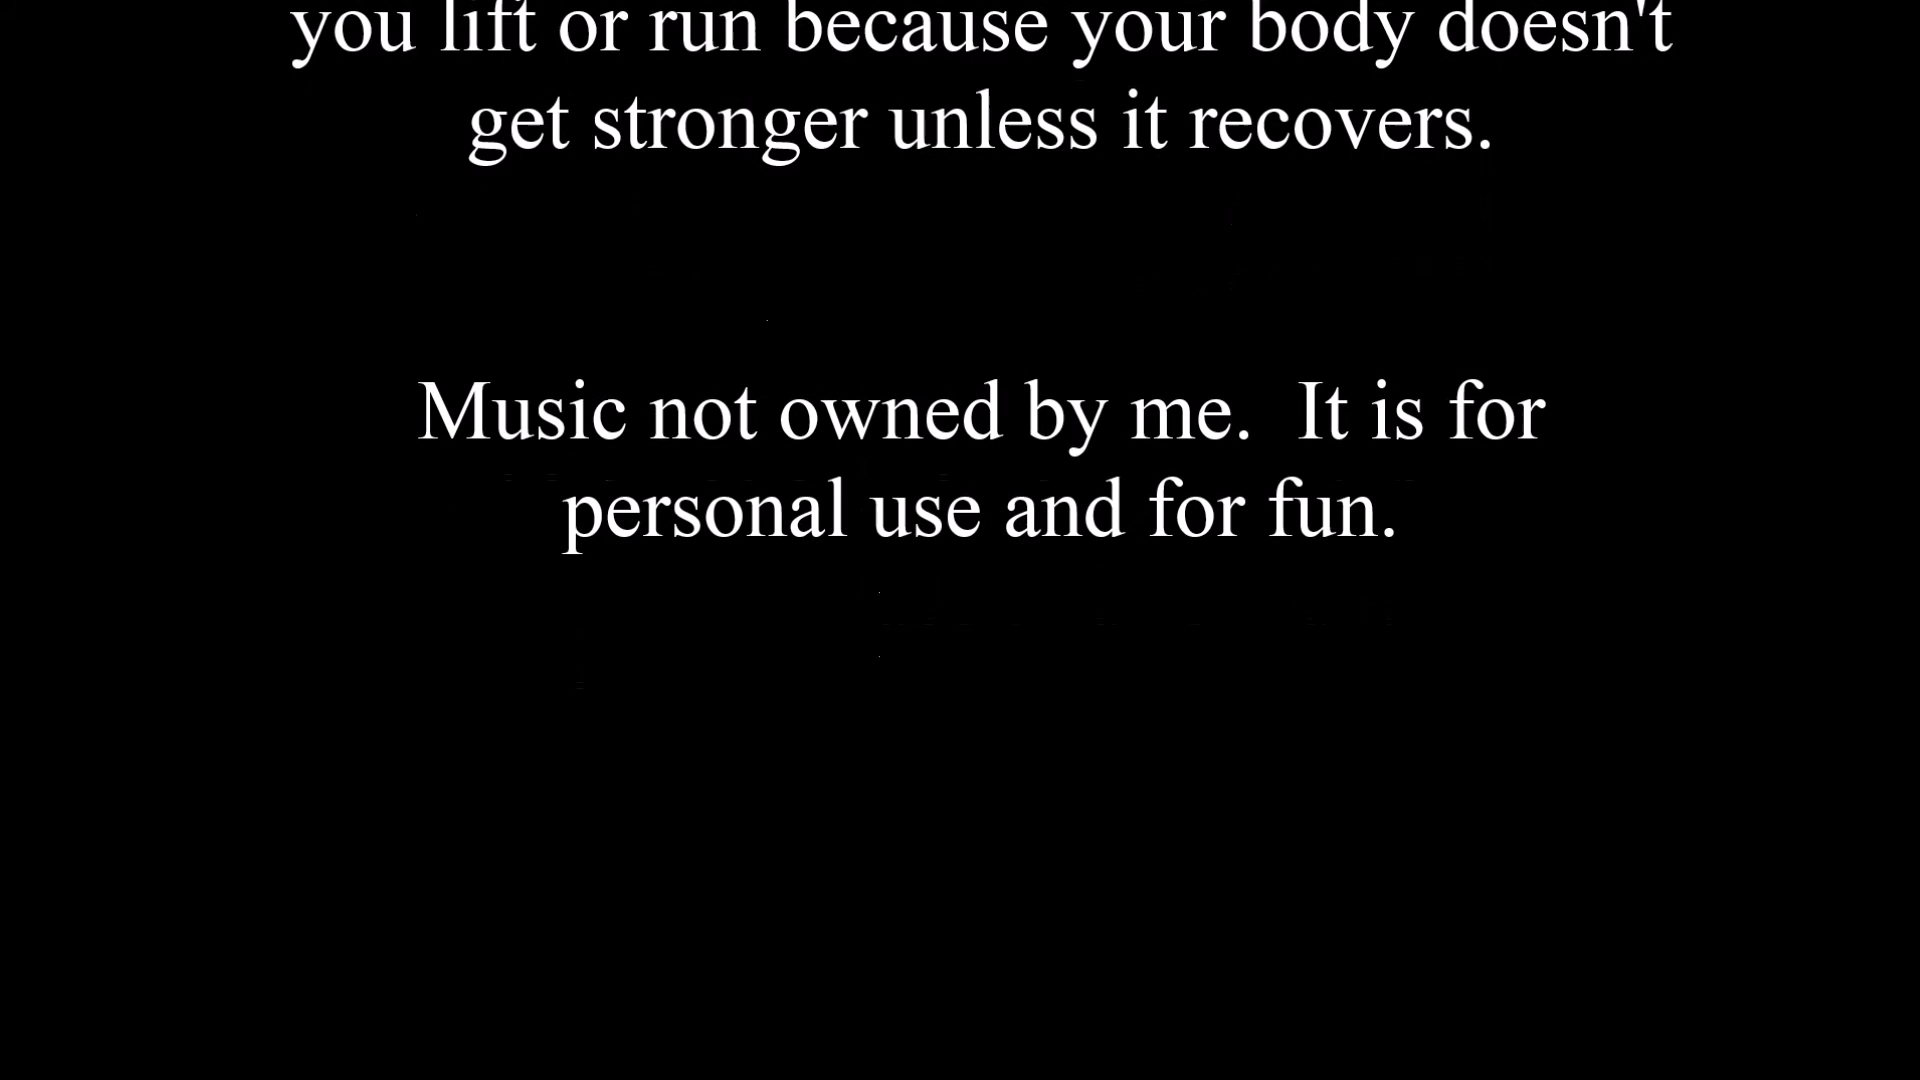 you lift or run because your body doesn't
get stronger unless it recovers.
Music not owned by me.  It is for
personal use and for fun.